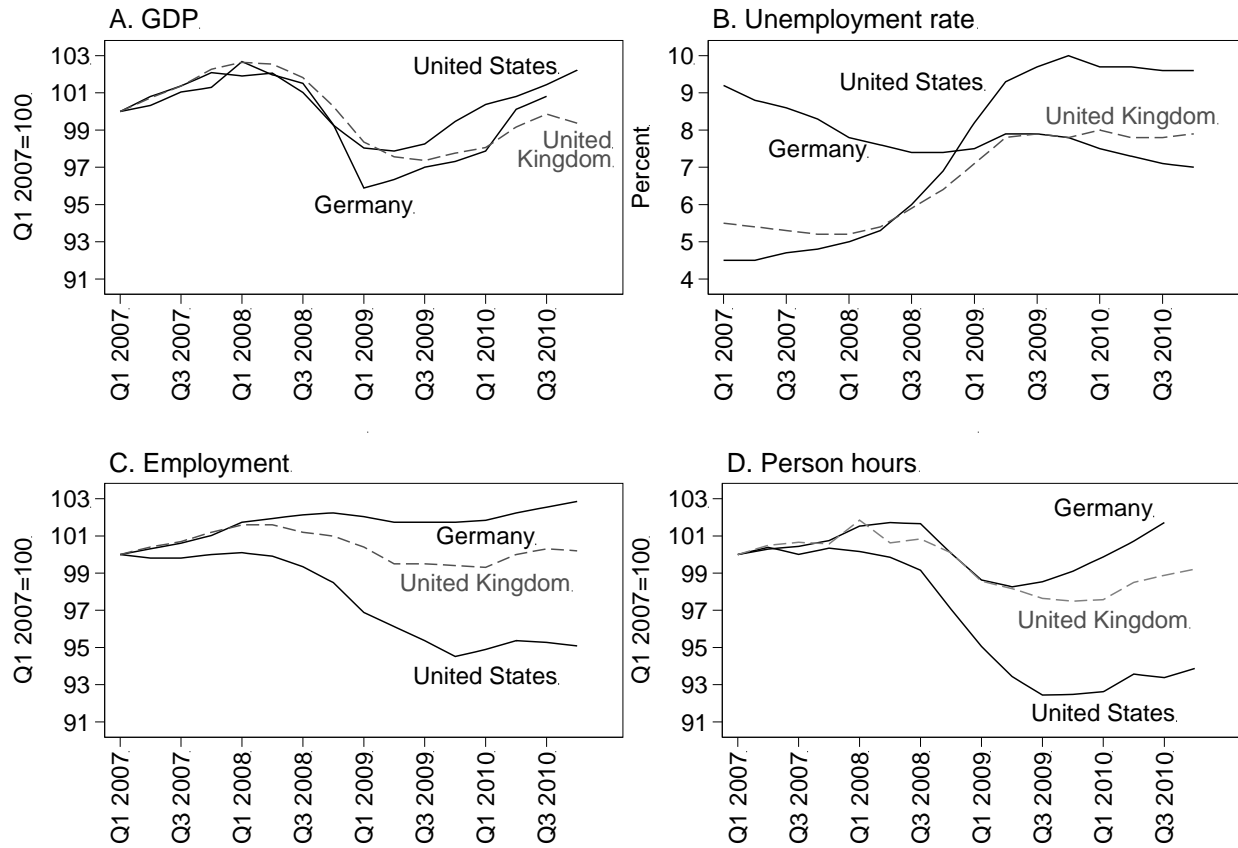 A. GDP
Q1 2007=100
103
101
99
97
95
93
91
United States
United
Kingdom
Germany
Q1 2007
Q3 2007
Q1 2008
Q3 2008
Q1 2009
Q3 2009
Q1 2010
Q3 2010
B. Unemployment rate
Percent
10
9
8
7
6
5
4
United States
United Kingdom
Germany
Q1 2007
Q3 2007
Q1 2008
Q3 2008
Q1 2009
Q3 2009
Q1 2010
Q3 2010
C. Employment
Q1 2007=100
103
101
99
97
95
93
91
Germany
United Kingdom
United States
Q1 2007
Q3 2007
Q1 2008
Q3 2008
Q1 2009
Q3 2009
Q1 2010
Q3 2010
D. Person hours
Q1 2007=100
103
101
99
97
95
93
91
Germany
United Kingdom
United States
Q1 2007
Q3 2007
Q1 2008
Q3 2008
Q1 2009
Q3 2009
Q1 2010
Q3 2010